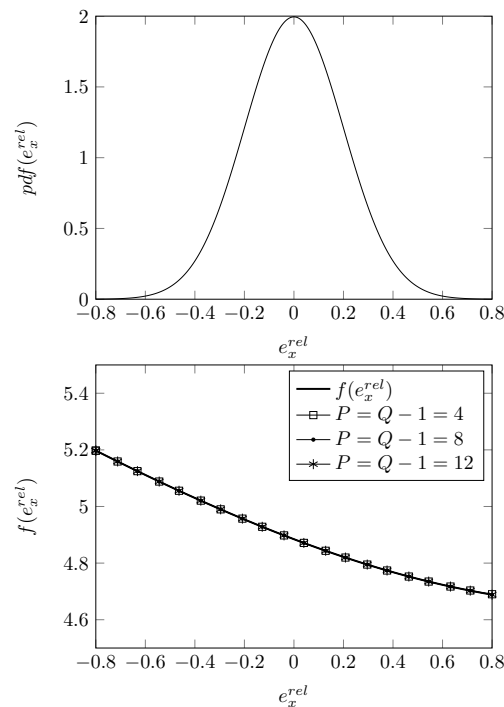 2
1.5
1
0.5
0
pdf(e_x^{rel})
−0.8 −0.6 −0.4 −0.2 0 0.2 0.4 0.6 0.8
e_x^{rel}
5.4
5.2
5
4.8
4.6
f(e_x^{rel})
f(e_x^{rel})
P = Q − 1 = 4
P = Q − 1 = 8
P = Q − 1 = 12
−0.8 −0.6 −0.4 −0.2 0 0.2 0.4 0.6 0.8
e_x^{rel}